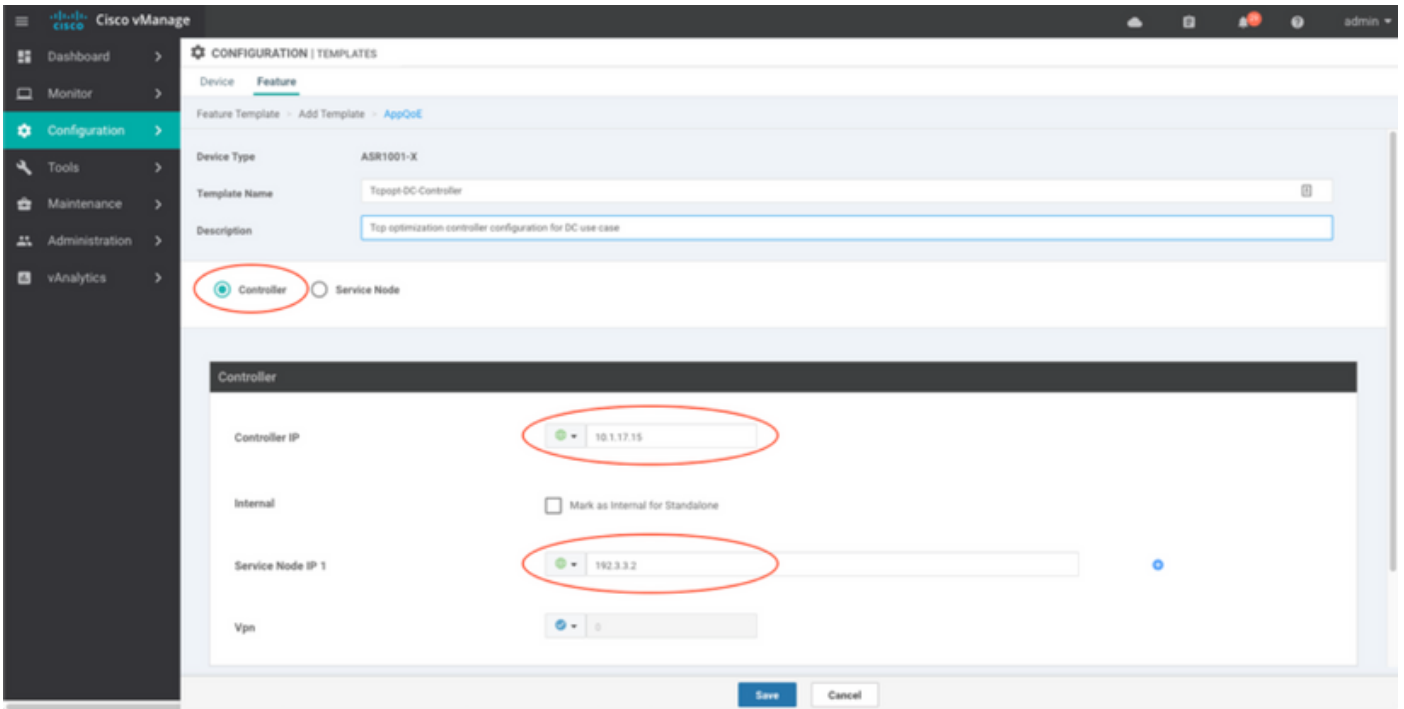 cisco Cisco vManage
admin
Dashboard
Monitor
Configuration
Tools
Maintenance
Administration
vAnalytics
CONFIGURATION | TEMPLATES
Device Feature
Feature Template Add Template AppQoE
Device Type ASR1001-X
Template Name Tcpopt-DC-Controller
Description Tcp optimization controller configuration for DC use case
Controller Service Node
Controller
Controller IP 10.1.17.15
Internal Mark as Internal for Standalone
Service Node IP 1 192.3.3.2
Vpn 0
Save Cancel